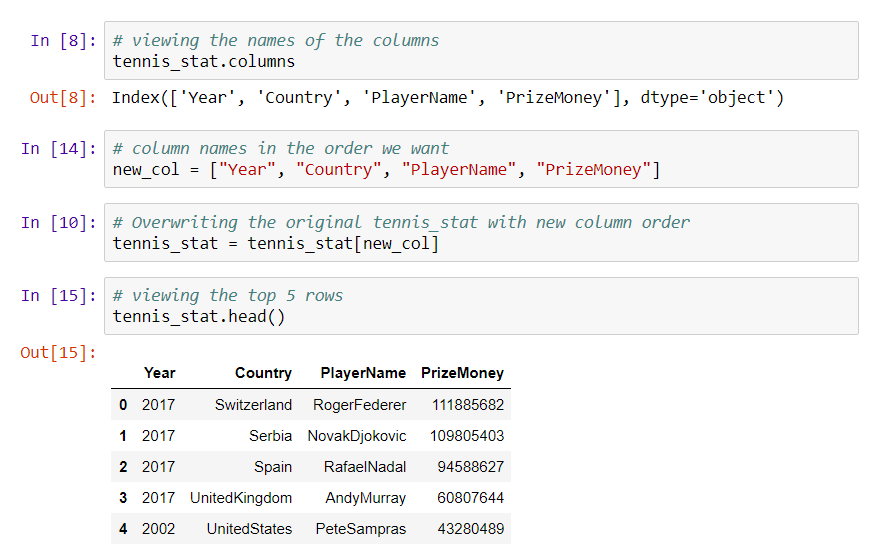 In [8]: # viewing the names of the columns
tennis_stat.columns
Out[8]: Index(['Year', 'Country', 'PlayerName', 'PrizeMoney'], dtype='object')
In [14]: # column names in the order we want
new_col = ["Year", "Country", "PlayerName", "PrizeMoney"]
In [10]: # Overwriting the original tennis_stat with new column order
tennis_stat = tennis_stat[new_col]
In [15]: # viewing the top 5 rows
tennis_stat.head()
Out[15]:
Year Country PlayerName PrizeMoney
0 2017 Switzerland RogerFederer 111885682
1 2017 Serbia NovakDjokovic 109805403
2 2017 Spain RafaelNadal 94588627
3 2017 UnitedKingdom AndyMurray 60807644
4 2002 UnitedStates PeteSampras 43280489